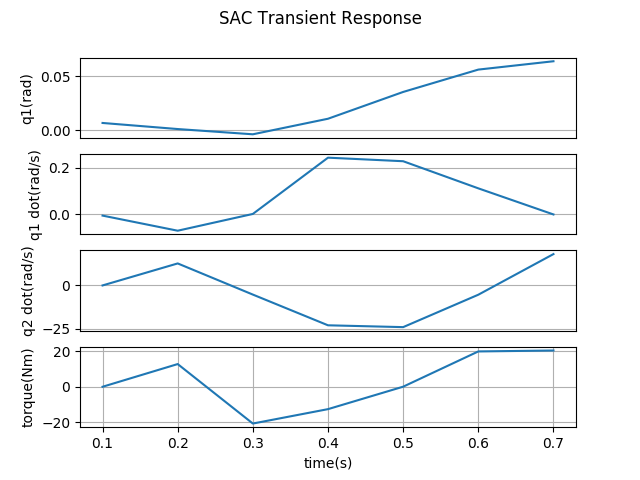 SAC Transient Response
q1(rad)
0.05
0.00
q1 dot(rad/s)
0.2
0.0
q2 dot(rad/s)
0
−25
torque(Nm)
20
0
−20
0.1 0.2 0.3 0.4 0.5 0.6 0.7
time(s)